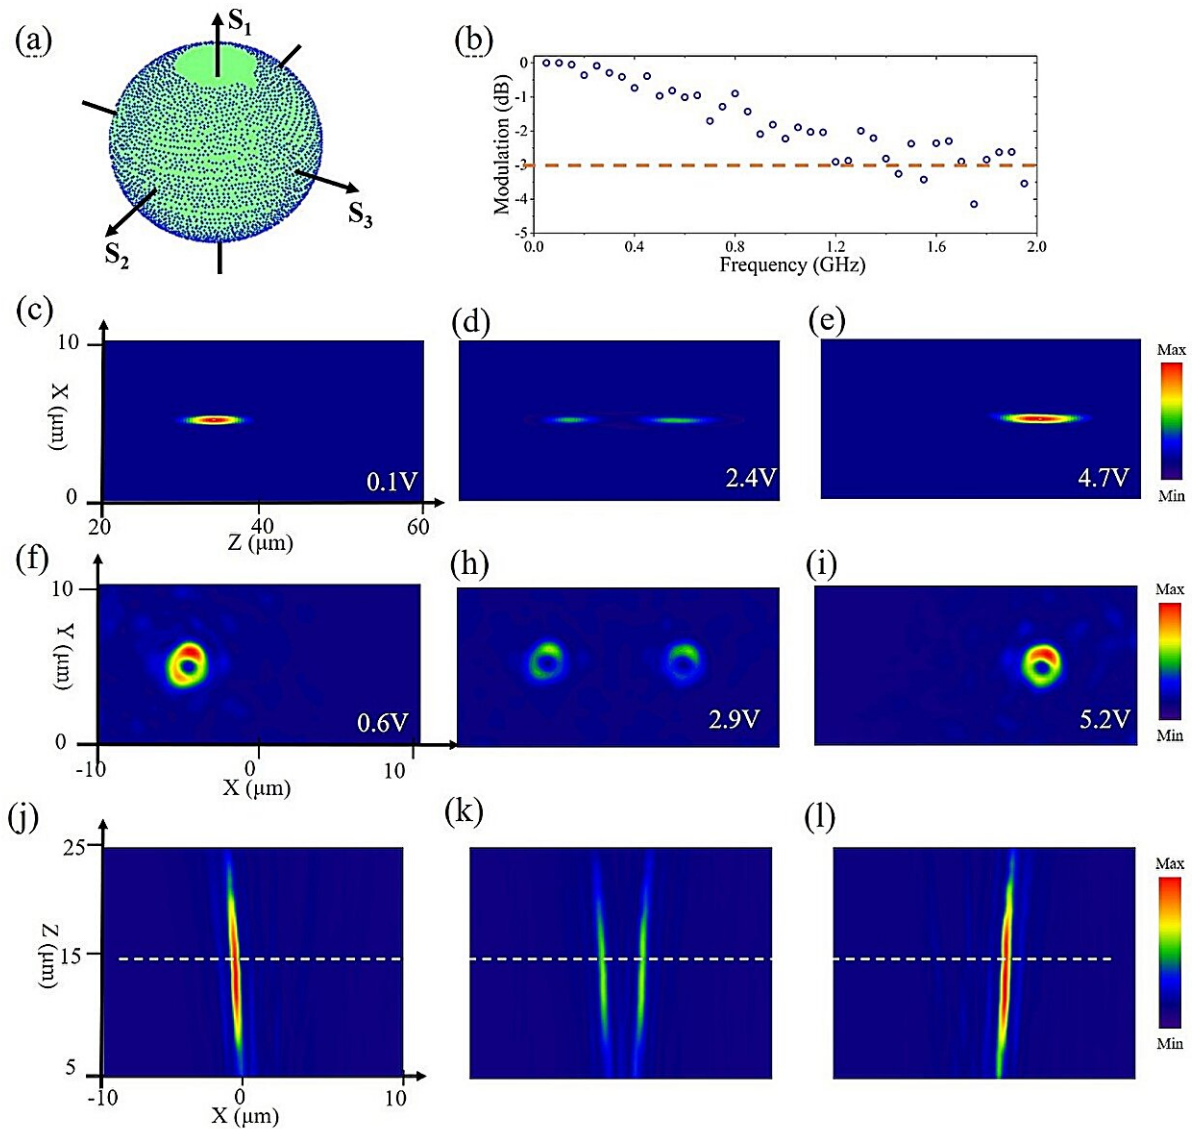 (a)
S1
S2
S3
(b)
Modulation (dB)
0
-1
-2
-3
-4
-5
0.0
0.4
0.8
1.2
1.6
2.0
Frequency (GHz)
(c)
10
X (μm)
0
20
40
60
Z (μm)
0.1V
(d)
2.4V
(e)
4.7V
Max
Min
(f)
10
Y (μm)
0
-10
0
10
X (μm)
0.6V
(h)
2.9V
(i)
5.2V
Max
Min
(j)
25
Z (μm)
15
5
-10
0
10
X (μm)
(k)
(l)
Max
Min